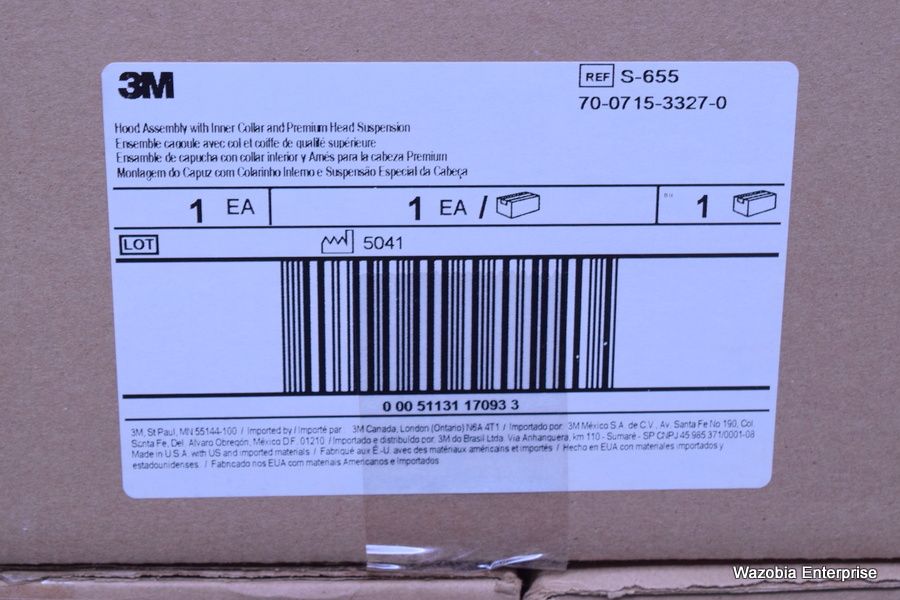 3M
REF S-655
70-0715-3327-0
Hood Assembly with Inner Collar and Premium Head Suspension
Ensemble cagoule avec col et coiffe de qualité supérieure
Ensamble de capucha con collar interior y Arnés para la cabeza Premium
Montagem do Capuz com Colarinho Interno e Suspensão Especial da Cabeça
1 EA
1 EA /
1
LOT
5041
0 00 51131 17093 3
3M, St Paul, MN 55144-100 / Imported by / Importé par : 3M Canada, London (Ontario) N6A 4T1 / Importado por: 3M México S.A. de C.V., Av. Santa Fe No 190, Col
Santa Fe, Del. Alvaro Obregón, México D.F. 01210 / Importado e distribuído por: 3M do Brasil Ltda. Via Anhanquera, km 110 - Sumaré - SP CNPJ 45 985 371/0001-08
Made in U.S.A. with US and imported materials / Fabriqué aux É.-U. avec des matériaux américains et importés / Hecho en EUA con materiales importados y
estadounidenses. / Fabricado nos EUA com materiais Americanos e Importados
Wazobia Enterprise